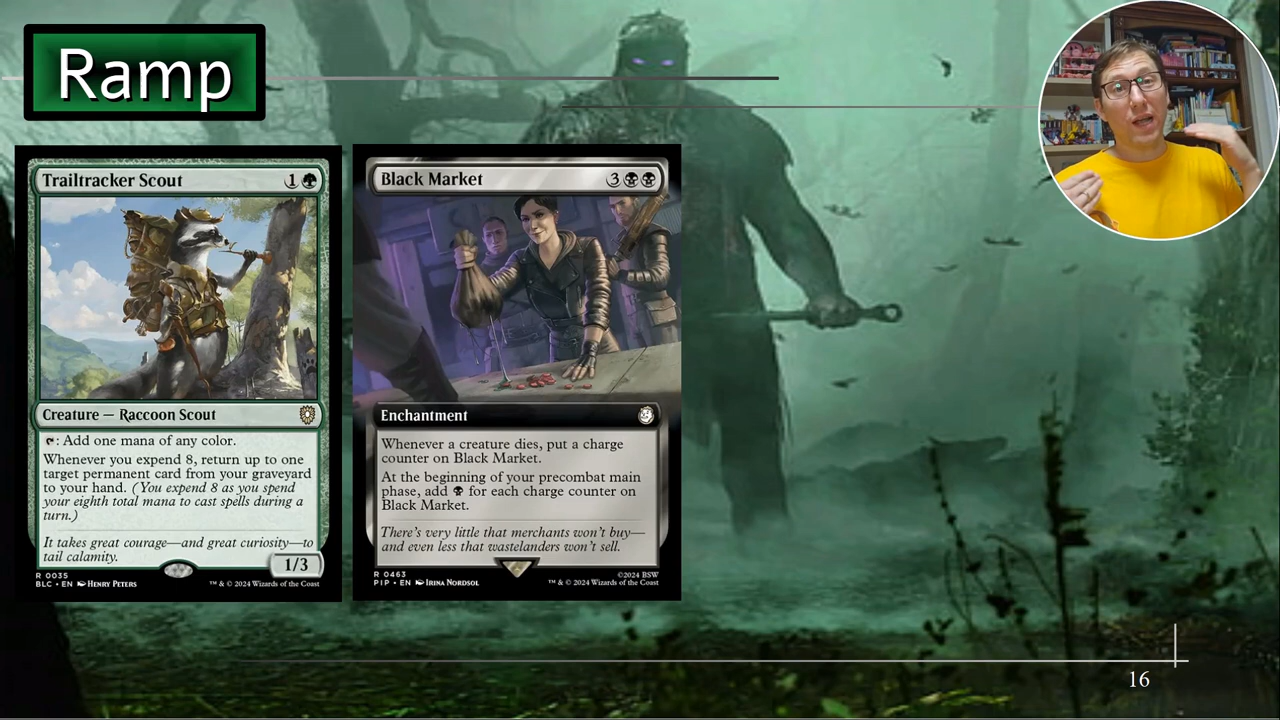 Ramp
Trailtracker Scout 1
Creature — Raccoon Scout
: Add one mana of any color.
Whenever you expend 8, return up to one
target permanent card from your graveyard
to your hand. (You expend 8 as you spend
your eighth total mana to cast spells during a
turn.)
It takes great courage—and great curiosity—to
tail calamity.
1/3
R 0035
BLC • EN Henry Peters ™ & © 2024 Wizards of the Coast
Black Market 3
Enchantment
Whenever a creature dies, put a charge
counter on Black Market.
At the beginning of your precombat main
phase, add for each charge counter on
Black Market.
There's very little that merchants won't buy—
and even less that wastelanders won't sell.
R 0463 ©2024 BSW
PIP • EN Irina Nordsol ™ & © 2024 Wizards of the Coast
16